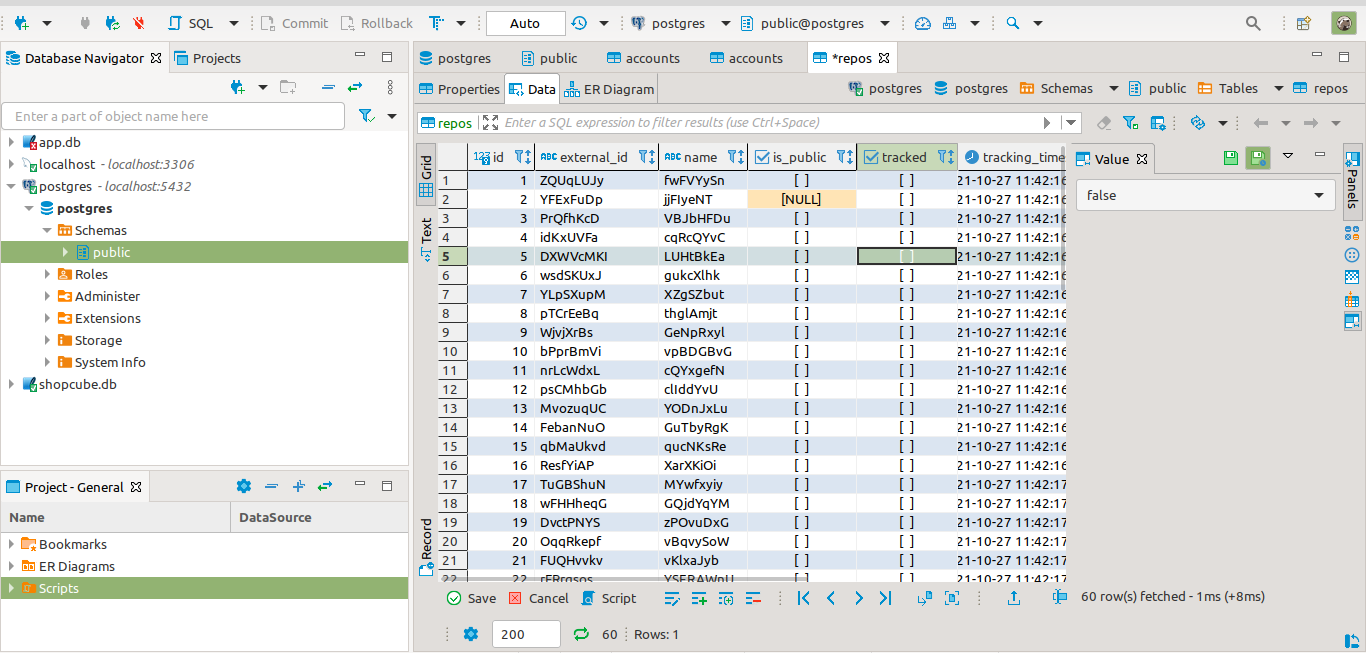 SQL Commit Rollback Auto postgres public@postgres
Database Navigator Projects
Enter a part of object name here
app.db
localhost - localhost:3306
postgres - localhost:5432
postgres
Schemas
public
Roles
Administer
Extensions
Storage
System Info
shopcube.db
Project - General
Name DataSource
Bookmarks
ER Diagrams
Scripts
postgres public accounts accounts *repos
Properties Data ER Diagram postgres postgres Schemas public Tables repos
repos Enter a SQL expression to filter results (use Ctrl+Space)
Grid
Text
Record
123 id ABC external_id ABC name is_public tracked tracking_time
1 1 ZQUqLUJy fwFVYySn [ ] [ ] 21-10-27 11:42:16
2 2 YFExFuDp jjFIyeNT [NULL] [ ] 21-10-27 11:42:16
3 3 PrQfhKcD VBJbHFDu [ ] [ ] 21-10-27 11:42:16
4 4 idKxUVFa cqRcQYvC [ ] [ ] 21-10-27 11:42:16
5 5 DXWVcMKI LUHtBkEa [ ] [ ] 21-10-27 11:42:16
6 6 wsdSKUxJ gukcXlhk [ ] [ ] 21-10-27 11:42:16
7 7 YLpSXupM XZgSZbut [ ] [ ] 21-10-27 11:42:16
8 8 pTCrEeBq thglAmjt [ ] [ ] 21-10-27 11:42:16
9 9 WjvjXrBs GeNpRxyl [ ] [ ] 21-10-27 11:42:16
10 10 bPprBmVi vpBDGBvG [ ] [ ] 21-10-27 11:42:16
11 11 nrLcWdxL cQYxgefN [ ] [ ] 21-10-27 11:42:16
12 12 psCMhbGb clIddYvU [ ] [ ] 21-10-27 11:42:16
13 13 MvozuqUC YODnJxLu [ ] [ ] 21-10-27 11:42:16
14 14 FebanNuO GuTbyRgK [ ] [ ] 21-10-27 11:42:16
15 15 qbMaUkvd qucNKsRe [ ] [ ] 21-10-27 11:42:16
16 16 ResfYiAP XarXKiOi [ ] [ ] 21-10-27 11:42:16
17 17 TuGBShuN MYwfxyiy [ ] [ ] 21-10-27 11:42:17
18 18 wFHHheqG GQjdYqYM [ ] [ ] 21-10-27 11:42:17
19 19 DvctPNYS zPOvuDxG [ ] [ ] 21-10-27 11:42:17
20 20 OqqRkepf vBqvySoW [ ] [ ] 21-10-27 11:42:17
21 21 FUQHvvkv vKlxaJyb [ ] [ ] 21-10-27 11:42:17
22 22 [ ] [ ]
Value
false
Panels
Save Cancel Script 60 row(s) fetched - 1ms (+8ms)
200 60 Rows: 1